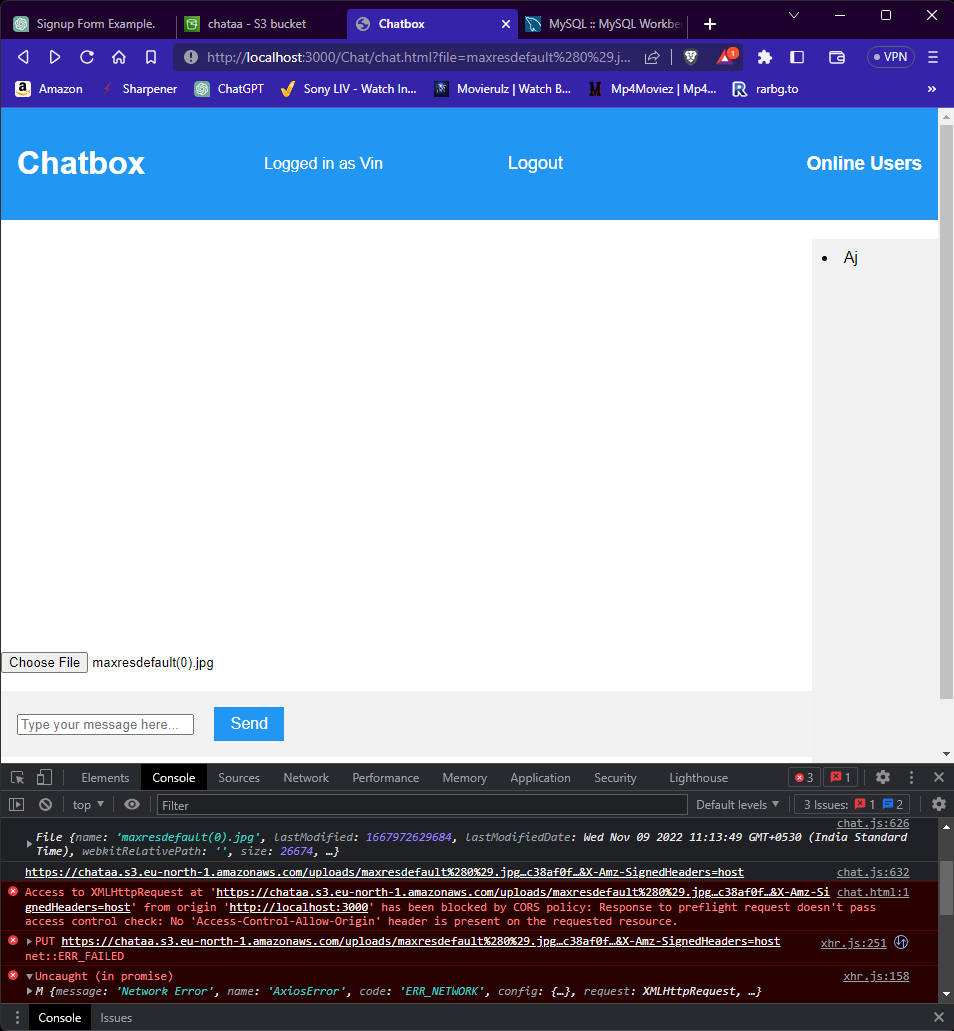 Signup Form Example.
chataa - S3 bucket
Chatbox
MySQL :: MySQL Workbe
http://localhost:3000/Chat/chat.html?file=maxresdefault%280%29.j...
1
VPN
Amazon
Sharpener
ChatGPT
Sony LIV - Watch In...
Movierulz | Watch B...
Mp4Moviez | Mp4...
rarbg.to
»
Chatbox
Logged in as Vin
Logout
Online Users
• Aj
Choose File maxresdefault(0).jpg
Type your message here...
Send
Elements
Console
Sources
Network
Performance
Memory
Application
Security
Lighthouse
3
1
top
Filter
Default levels
3 Issues: 1 2
chat.js:626
File {name: 'maxresdefault(0).jpg', lastModified: 1667972629684, lastModifiedDate: Wed Nov 09 2022 11:13:49 GMT+0530 (India Standard
Time), webkitRelativePath: '', size: 26674, …}
https://chataa.s3.eu-north-1.amazonaws.com/uploads/maxresdefault%280%29.jpg…c38af0f…&X-Amz-SignedHeaders=host chat.js:632
Access to XMLHttpRequest at 'https://chataa.s3.eu-north-1.amazonaws.com/uploads/maxresdefault%280%29.jpg…c38af0f…&X-Amz-Si chat.html:1
gnedHeaders=host' from origin 'http://localhost:3000' has been blocked by CORS policy: Response to preflight request doesn't pass
access control check: No 'Access-Control-Allow-Origin' header is present on the requested resource.
PUT https://chataa.s3.eu-north-1.amazonaws.com/uploads/maxresdefault%280%29.jpg…c38af0f…&X-Amz-SignedHeaders=host xhr.js:251
net::ERR_FAILED
Uncaught (in promise) xhr.js:158
M {message: 'Network Error', name: 'AxiosError', code: 'ERR_NETWORK', config: {…}, request: XMLHttpRequest, …}
Console
Issues